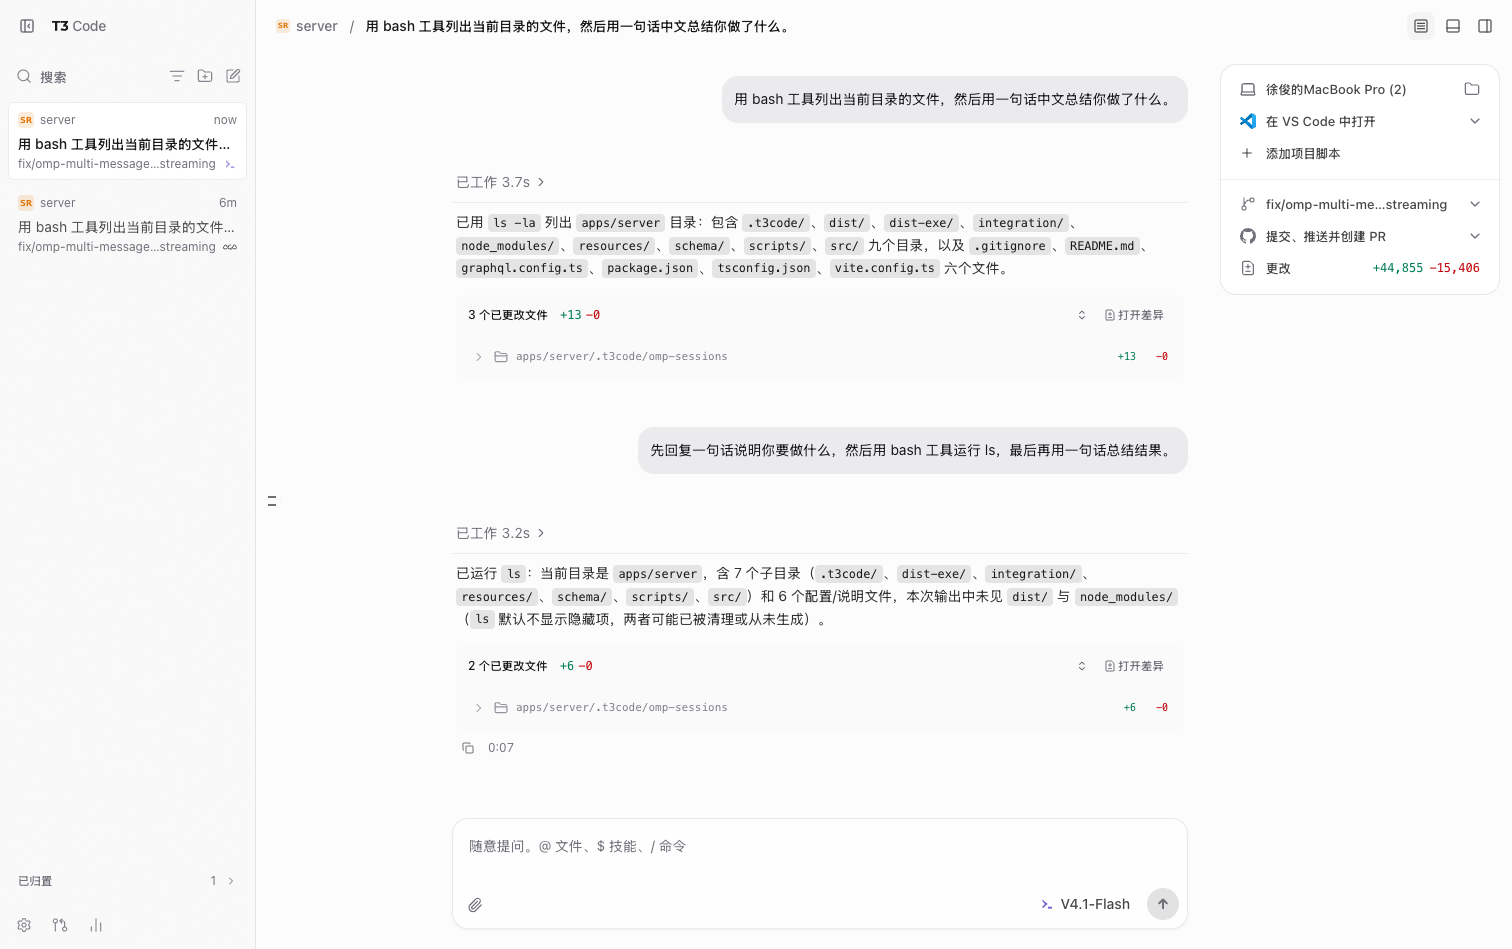 T3 Code
搜索
SR server now
用 bash 工具列出当前目录的文件...
fix/omp-multi-message...streaming
SR server 6m
用 bash 工具列出当前目录的文件...
fix/omp-multi-message...streaming
已归置 1
SR server / 用 bash 工具列出当前目录的文件，然后用一句话中文总结你做了什么。
用 bash 工具列出当前目录的文件，然后用一句话中文总结你做了什么。
已工作 3.7s
已用 ls -la 列出 apps/server 目录：包含 .t3code/、dist/、dist-exe/、integration/、
node_modules/、resources/、schema/、scripts/、src/ 九个目录，以及 .gitignore、README.md、
graphql.config.ts、package.json、tsconfig.json、vite.config.ts 六个文件。
3 个已更改文件 +13 -0 打开差异
apps/server/.t3code/omp-sessions +13 -0
先回复一句话说明你要做什么，然后用 bash 工具运行 ls，最后再用一句话总结结果。
已工作 3.2s
已运行 ls：当前目录是 apps/server，含 7 个子目录（.t3code/、dist-exe/、integration/、
resources/、schema/、scripts/、src/）和 6 个配置/说明文件，本次输出中未见 dist/ 与 node_modules/
（ls 默认不显示隐藏项，两者可能已被清理或从未生成）。
2 个已更改文件 +6 -0 打开差异
apps/server/.t3code/omp-sessions +6 -0
0:07
随意提问。@ 文件、$ 技能、/ 命令
V4.1-Flash
徐俊的MacBook Pro (2)
在 VS Code 中打开
添加项目脚本
fix/omp-multi-me...streaming
提交、推送并创建 PR
更改 +44,855 -15,406